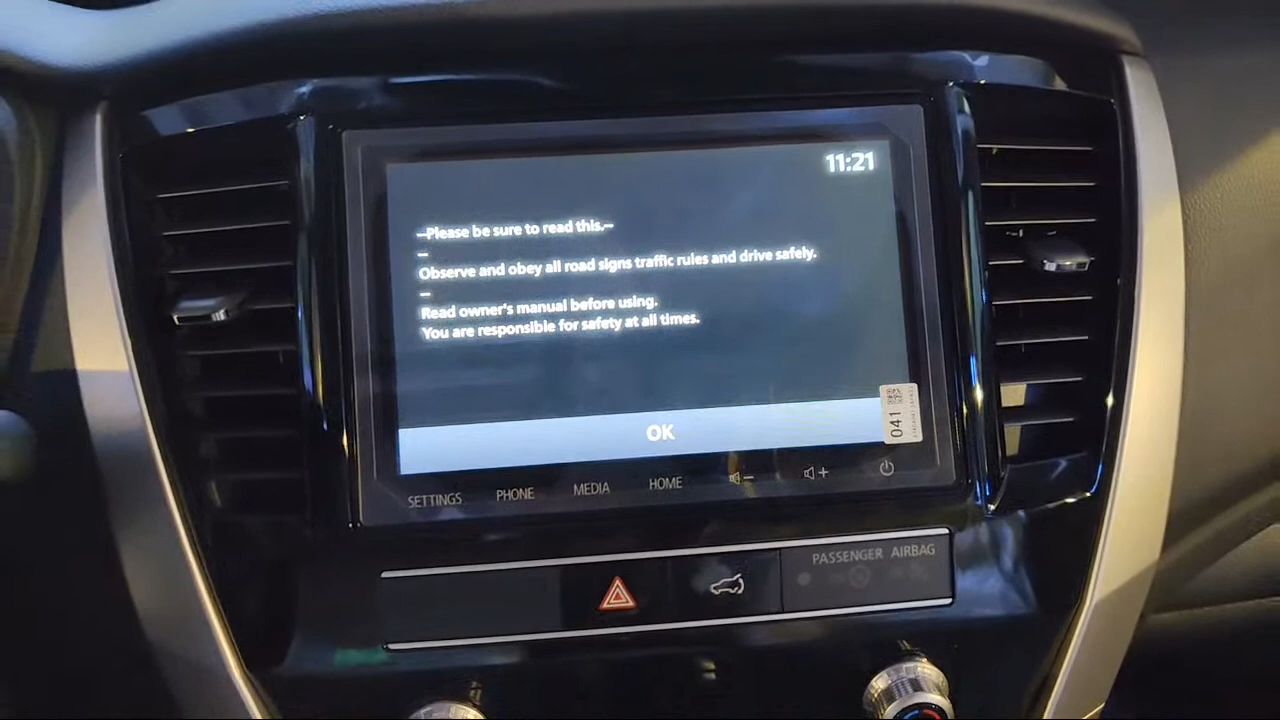 11:21
—Please be sure to read this.—
—
Observe and obey all road signs traffic rules and drive safely.
—
Read owner's manual before using.
You are responsible for safety at all times.
OK
041
SETTINGS PHONE MEDIA HOME
PASSENGER AIRBAG